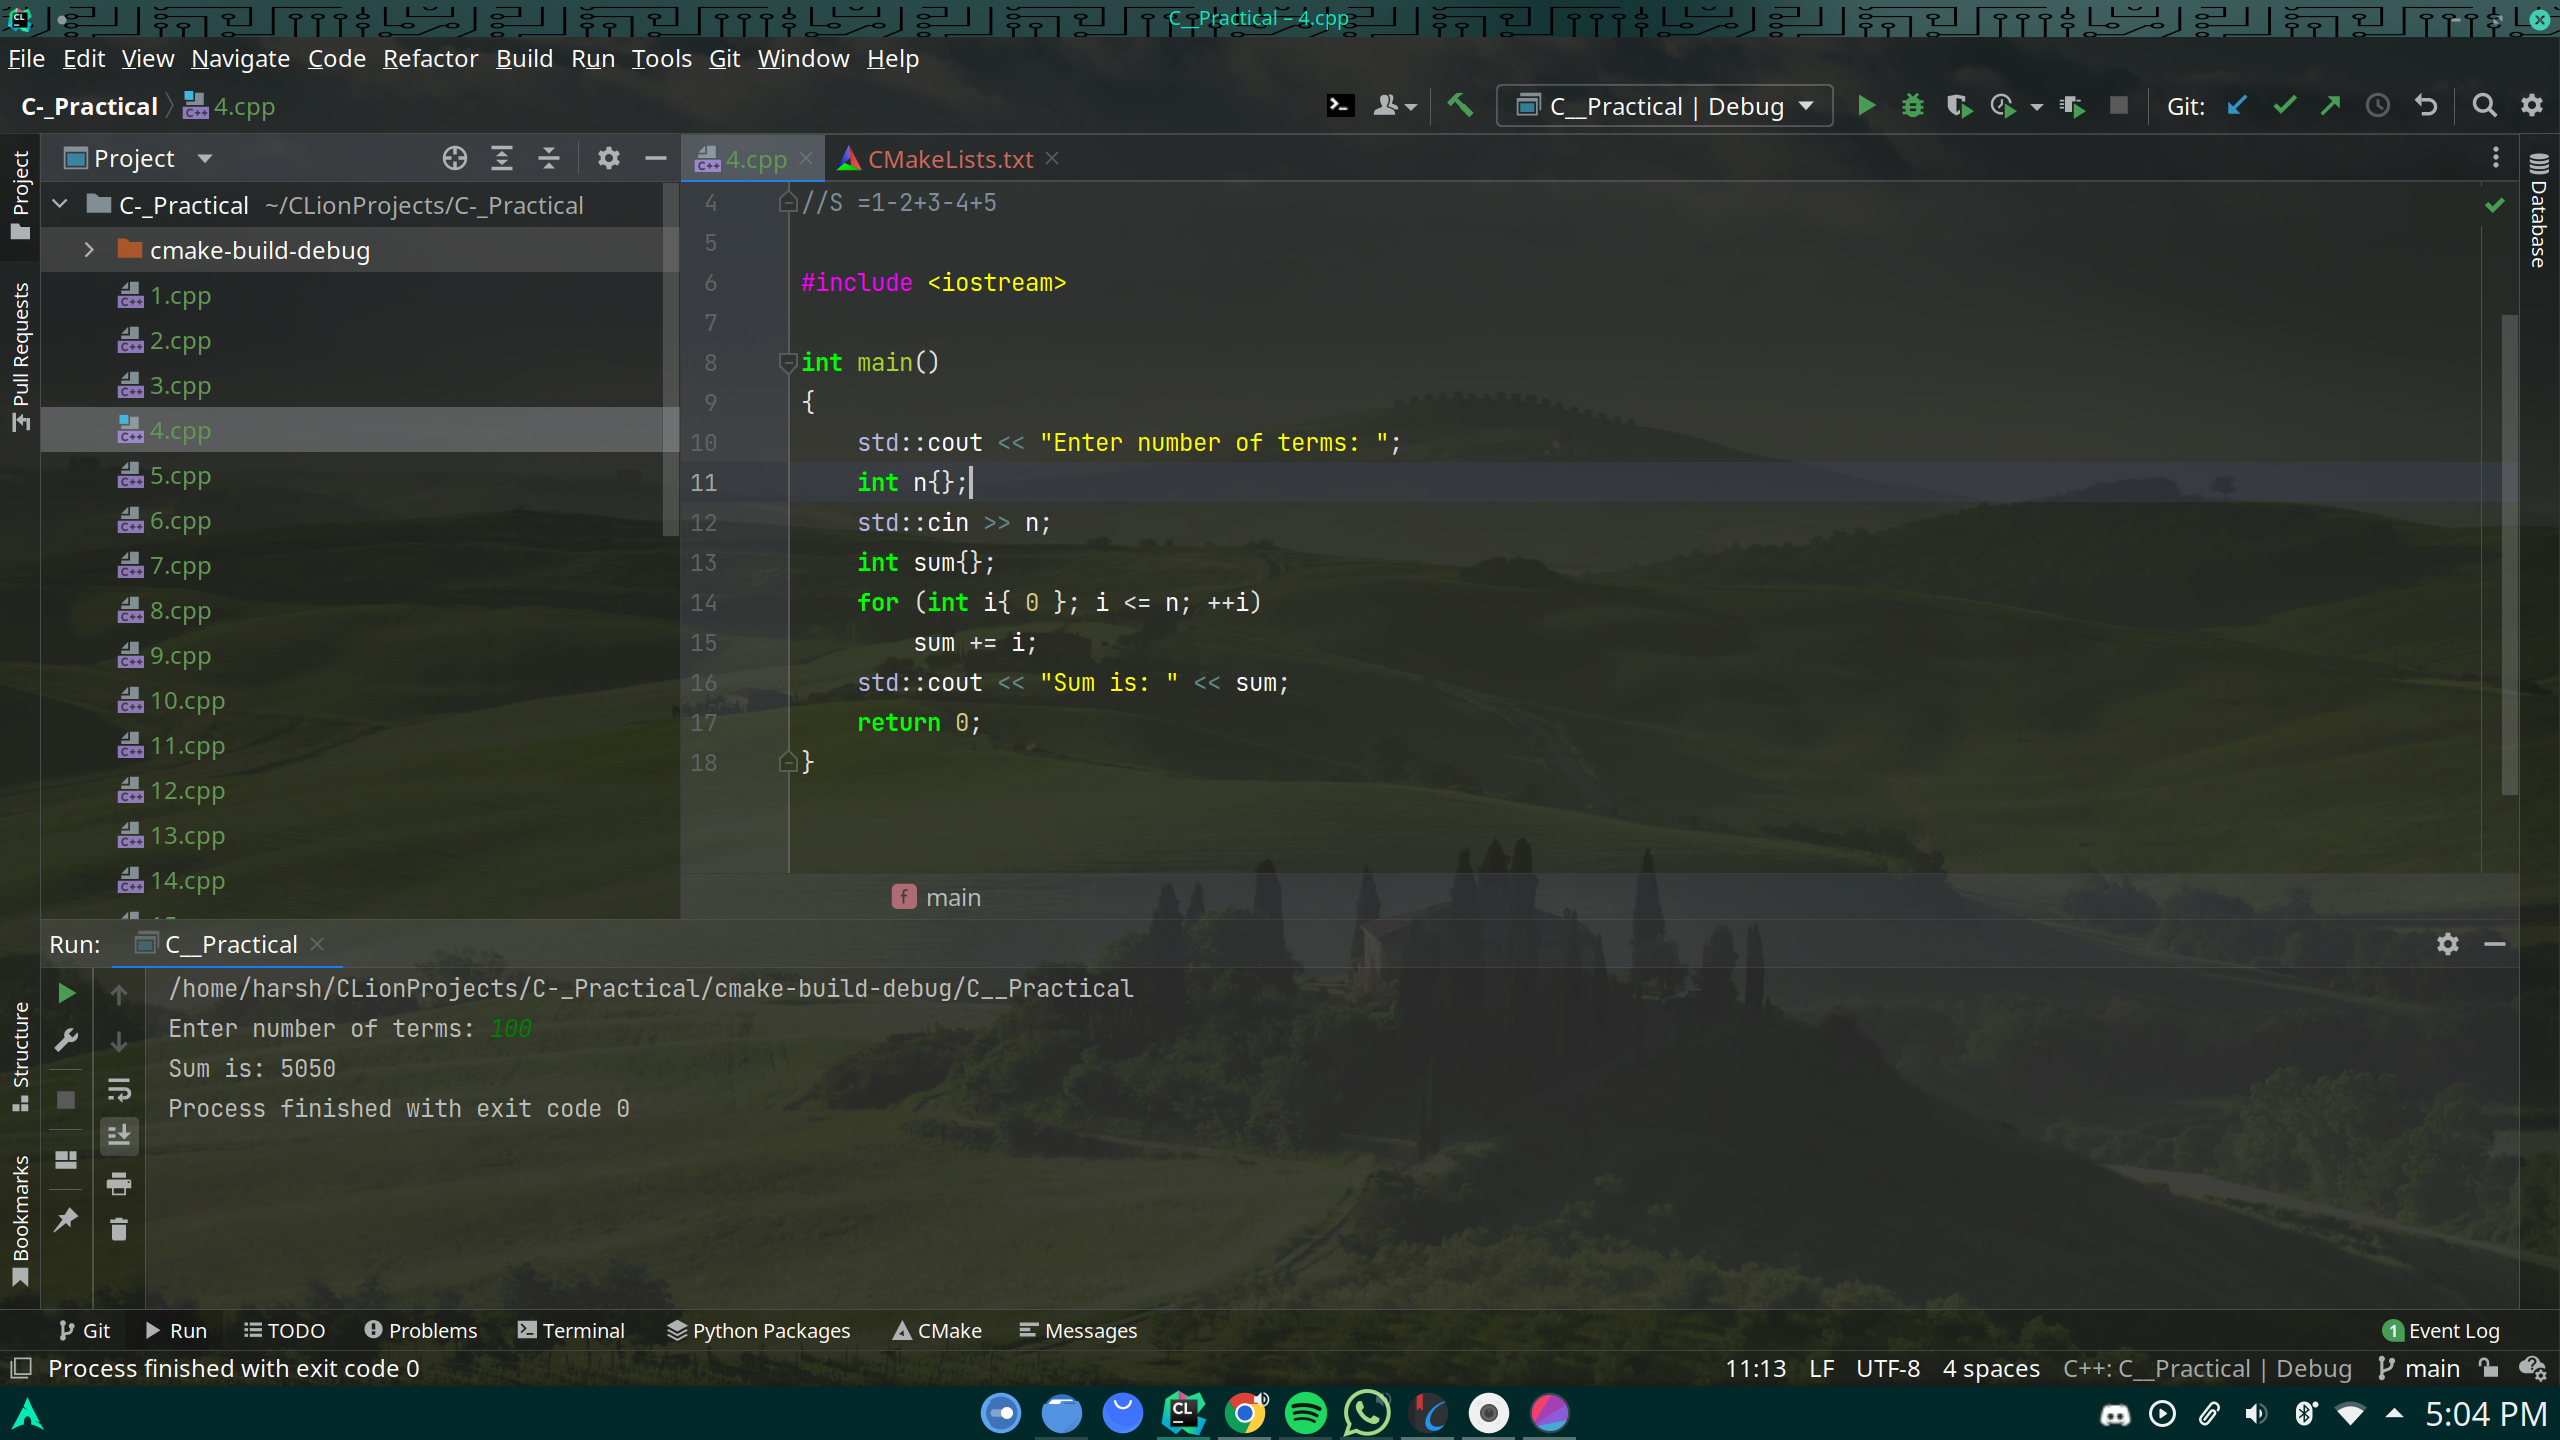 C__Practical – 4.cpp
File Edit View Navigate Code Refactor Build Run Tools Git Window Help
C-_Practical 4.cpp
C__Practical | Debug
Git:
Project
4.cpp
CMakeLists.txt
Project
Pull Requests
Structure
Bookmarks
Database
C-_Practical ~/CLionProjects/C-_Practical
cmake-build-debug
1.cpp
2.cpp
3.cpp
4.cpp
5.cpp
6.cpp
7.cpp
8.cpp
9.cpp
10.cpp
11.cpp
12.cpp
13.cpp
14.cpp
4 //S =1-2+3-4+5
5
6 #include <iostream>
7
8 int main()
9 {
10 std::cout << "Enter number of terms: ";
11 int n{};
12 std::cin >> n;
13 int sum{};
14 for (int i{ 0 }; i <= n; ++i)
15 sum += i;
16 std::cout << "Sum is: " << sum;
17 return 0;
18 }
f main
Run: C__Practical
/home/harsh/CLionProjects/C-_Practical/cmake-build-debug/C__Practical
Enter number of terms: 100
Sum is: 5050
Process finished with exit code 0
Git Run TODO Problems Terminal Python Packages CMake Messages
1 Event Log
Process finished with exit code 0
11:13 LF UTF-8 4 spaces C++: C__Practical | Debug main
CL
5:04 PM